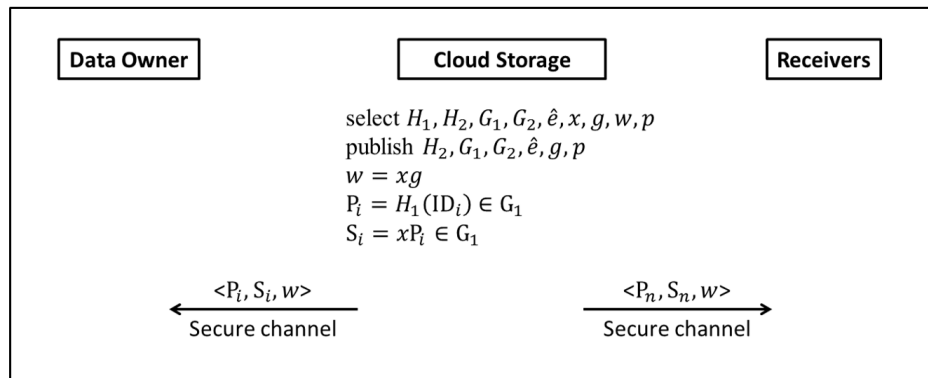 Data Owner
Cloud Storage
Receivers
select H₁, H₂, G₁, G₂, ê, x, g, w, p
publish H₂, G₁, G₂, ê, g, p
w = xg
Pᵢ = H₁(IDᵢ) ∈ G₁
Sᵢ = xPᵢ ∈ G₁
<Pᵢ, Sᵢ, w>
Secure channel
<Pₙ, Sₙ, w>
Secure channel